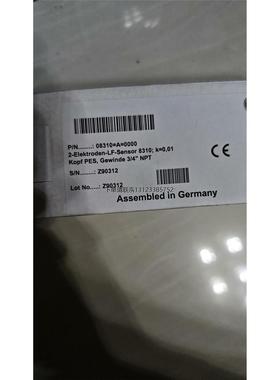 P/N........: 08310=A=0000
2-Elektroden-LF-Sensor 8310; k=0,01
Kopf PES, Gewinde 3/4" NPT
S/N........: Z90312
Lot No.....: Z90312
CE
Assembled in Germany